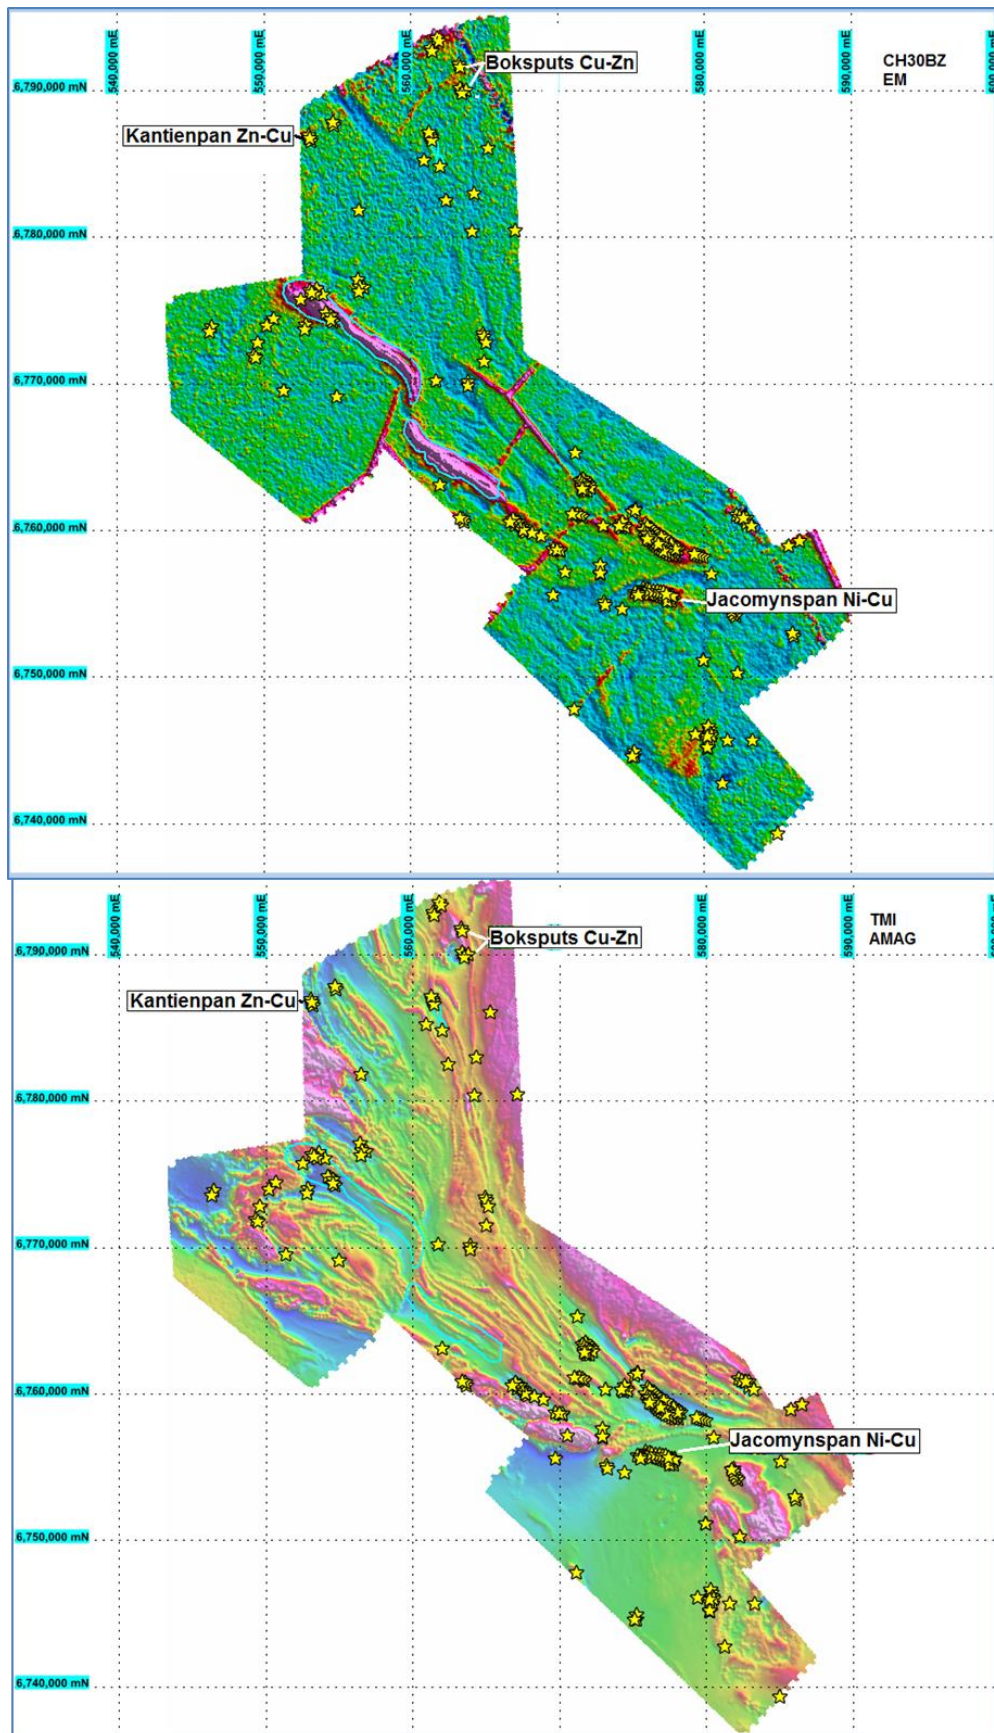 540,000 mE
550,000 mE
560,000 mE
580,000 mE
590,000 mE
CH30BZ
EM
Boksputs Cu-Zn
6,790,000 mN
Kantienpan Zn-Cu
6,780,000 mN
6,770,000 mN
6,760,000 mN
Jacomynspan Ni-Cu
6,750,000 mN
6,740,000 mN
540,000 mE
550,000 mE
560,000 mE
580,000 mE
590,000 mE
TMI
AMAG
Boksputs Cu-Zn
6,790,000 mN
Kantienpan Zn-Cu
6,780,000 mN
6,770,000 mN
6,760,000 mN
Jacomynspan Ni-Cu
6,750,000 mN
6,740,000 mN